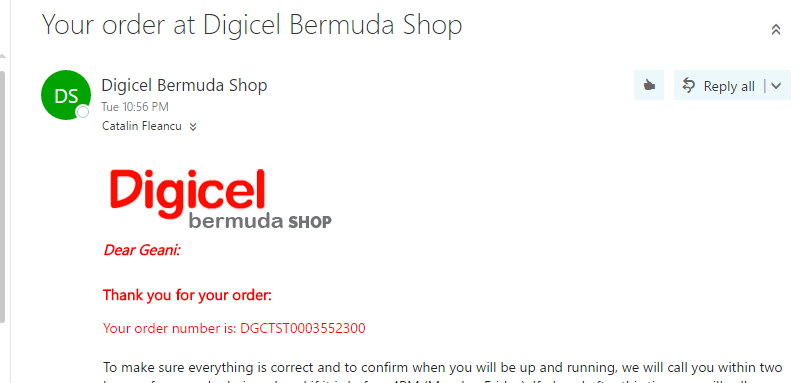 Your order at Digicel Bermuda Shop
DS
Digicel Bermuda Shop
Tue 10:56 PM
Catalin Fleancu
Reply all
Digicel
bermuda SHOP
Dear Geani:
Thank you for your order:
Your order number is: DGCTST0003552300
To make sure everything is correct and to confirm when you will be up and running, we will call you within two